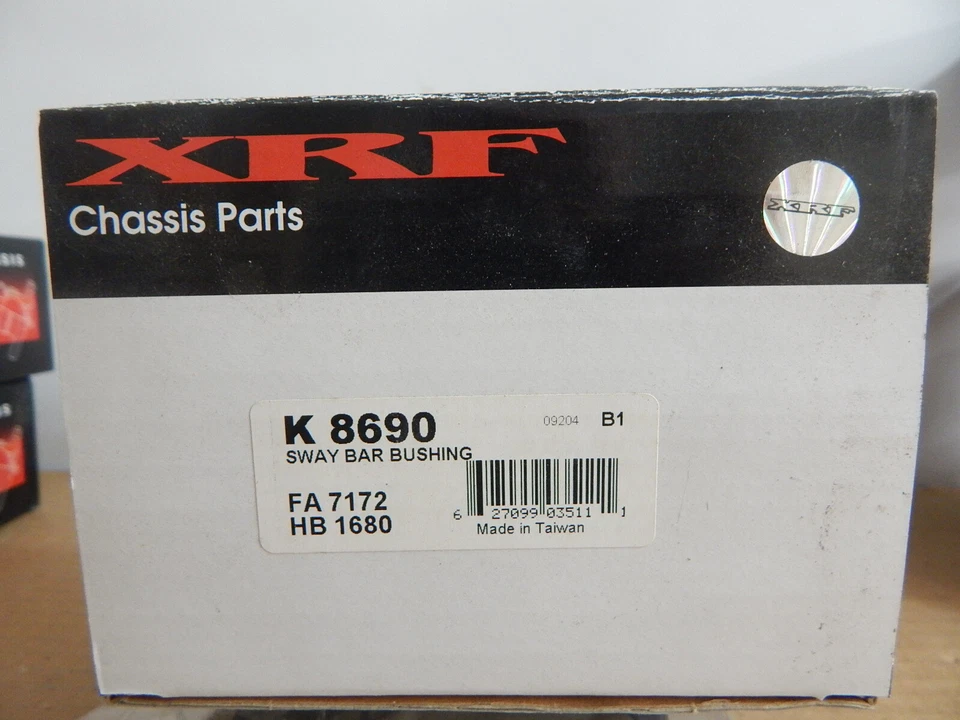 XRF
Chassis Parts
XRF
K 8690
09204 B1
SWAY BAR BUSHING
FA 7172
HB 1680
6 27099 03511 1
Made in Taiwan